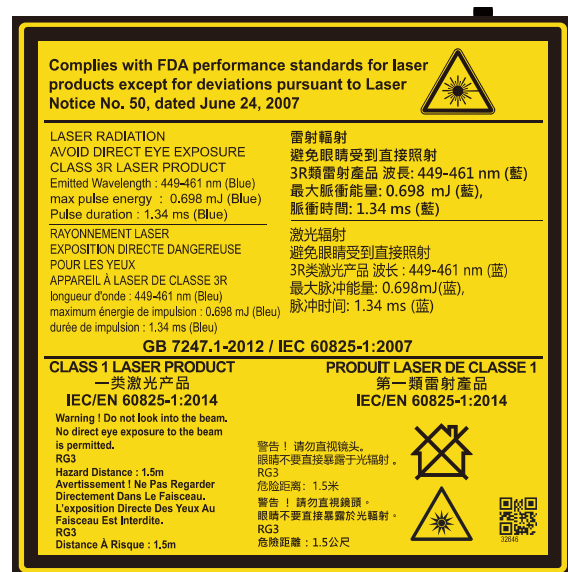 Complies with FDA performance standards for laser
products except for deviations pursuant to Laser
Notice No. 50, dated June 24, 2007
LASER RADIATION
AVOID DIRECT EYE EXPOSURE
CLASS 3R LASER PRODUCT
Emitted Wavelength : 449-461 nm (Blue)
max pulse energy : 0.698 mJ (Blue)
Pulse duration : 1.34 ms (Blue)
雷射輻射
避免眼睛受到直接照射
3R類雷射產品 波長 : 449-461 nm (藍)
最大脈衝能量: 0.698 mJ (藍),
脈衝時間: 1.34 ms (藍)
RAYONNEMENT LASER
EXPOSITION DIRECTE DANGEREUSE
POUR LES YEUX
APPAREIL À LASER DE CLASSE 3R
longueur d'onde : 449-461 nm (Bleu)
maximum énergie de impulsion : 0.698 mJ (Bleu)
durée de impulsion : 1.34 ms (Bleu)
激光辐射
避免眼睛受到直接照射
3R类激光产品 波长 : 449-461 nm (蓝)
最大脉冲能量: 0.698mJ(蓝),
脉冲时间: 1.34 ms (蓝)
GB 7247.1-2012 / IEC 60825-1:2007
CLASS 1 LASER PRODUCT
一类激光产品
IEC/EN 60825-1:2014
PRODUIT LASER DE CLASSE 1
第一類雷射產品
IEC/EN 60825-1:2014
Warning ! Do not look into the beam.
No direct eye exposure to the beam
is permitted.
RG3
Hazard Distance : 1.5m
Avertissement ! Ne Pas Regarder
Directement Dans Le Faisceau.
L'exposition Directe Des Yeux Au
Faisceau Est Interdite.
RG3
Distance À Risque : 1,5m
警告！ 请勿直视镜头。
眼睛不要直接暴露于光辐射 。
RG3
危险距离： 1.5米
警告 ！ 請勿直視鏡頭。
眼睛不要直接暴露於光輻射。
RG3
危險距離 : 1.5公尺
32646